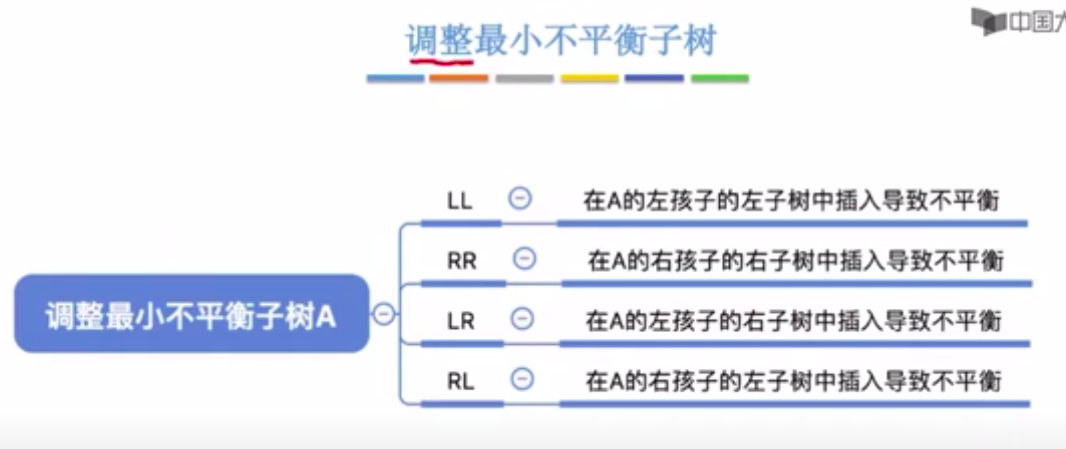 中国大
调整最小不平衡子树
LL 在A的左孩子的左子树中插入导致不平衡
RR 在A的右孩子的右子树中插入导致不平衡
调整最小不平衡子树A
LR 在A的左孩子的右子树中插入导致不平衡
RL 在A的右孩子的左子树中插入导致不平衡